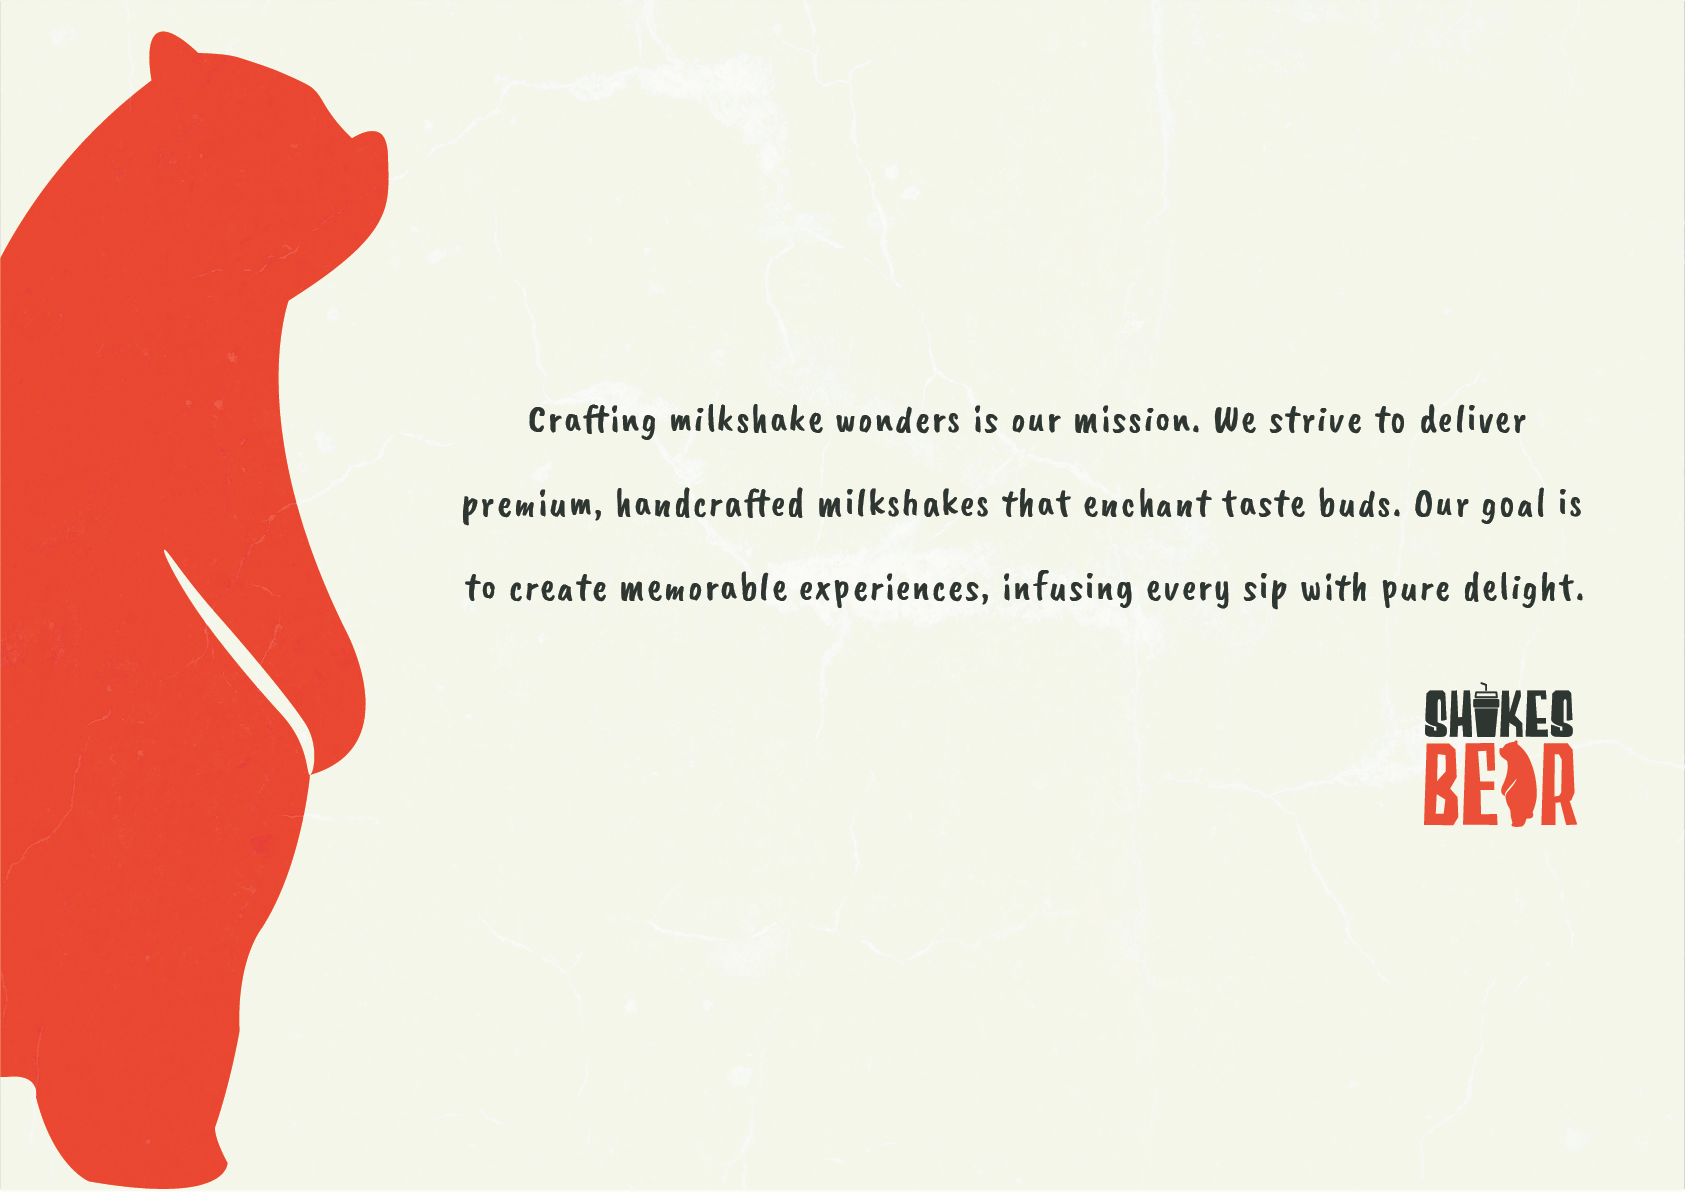 Crafting milkshake wonders is our mission. We strive to deliver
premium, handcrafted milkshakes that enchant taste buds. Our goal is
to create memorable experiences, infusing every sip with pure delight.
SHAKES
BEAR